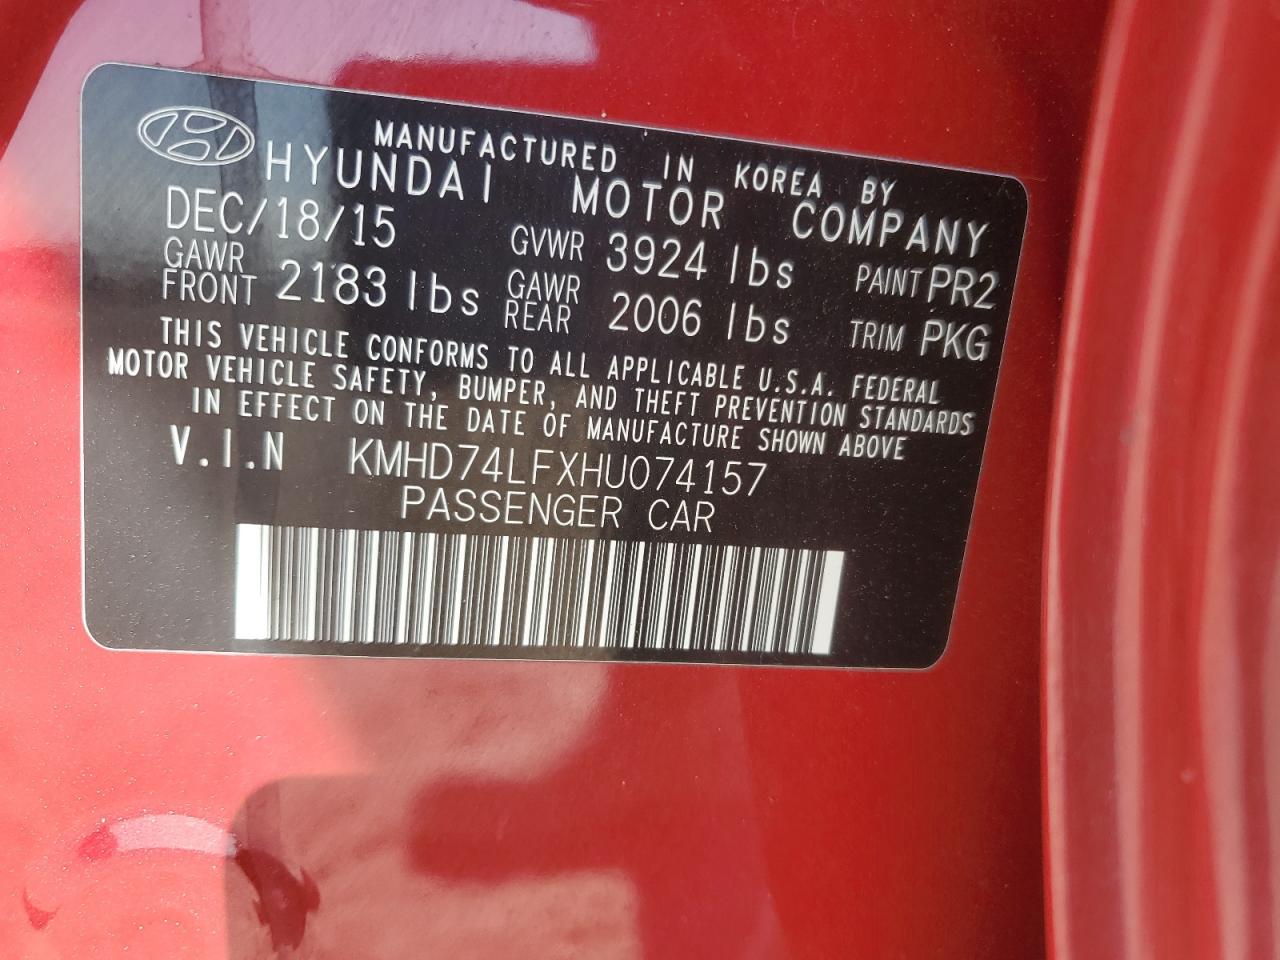 MANUFACTURED IN KOREA BY
HYUNDAI MOTOR COMPANY
DEC/18/15 GVWR 3924 lbs PAINT PR2
GAWR FRONT 2183 lbs GAWR REAR 2006 lbs TRIM PKG
THIS VEHICLE CONFORMS TO ALL APPLICABLE U.S.A. FEDERAL
MOTOR VEHICLE SAFETY, BUMPER, AND THEFT PREVENTION STANDARDS
IN EFFECT ON THE DATE OF MANUFACTURE SHOWN ABOVE
V.I.N KMHD74LFXHU074157
PASSENGER CAR